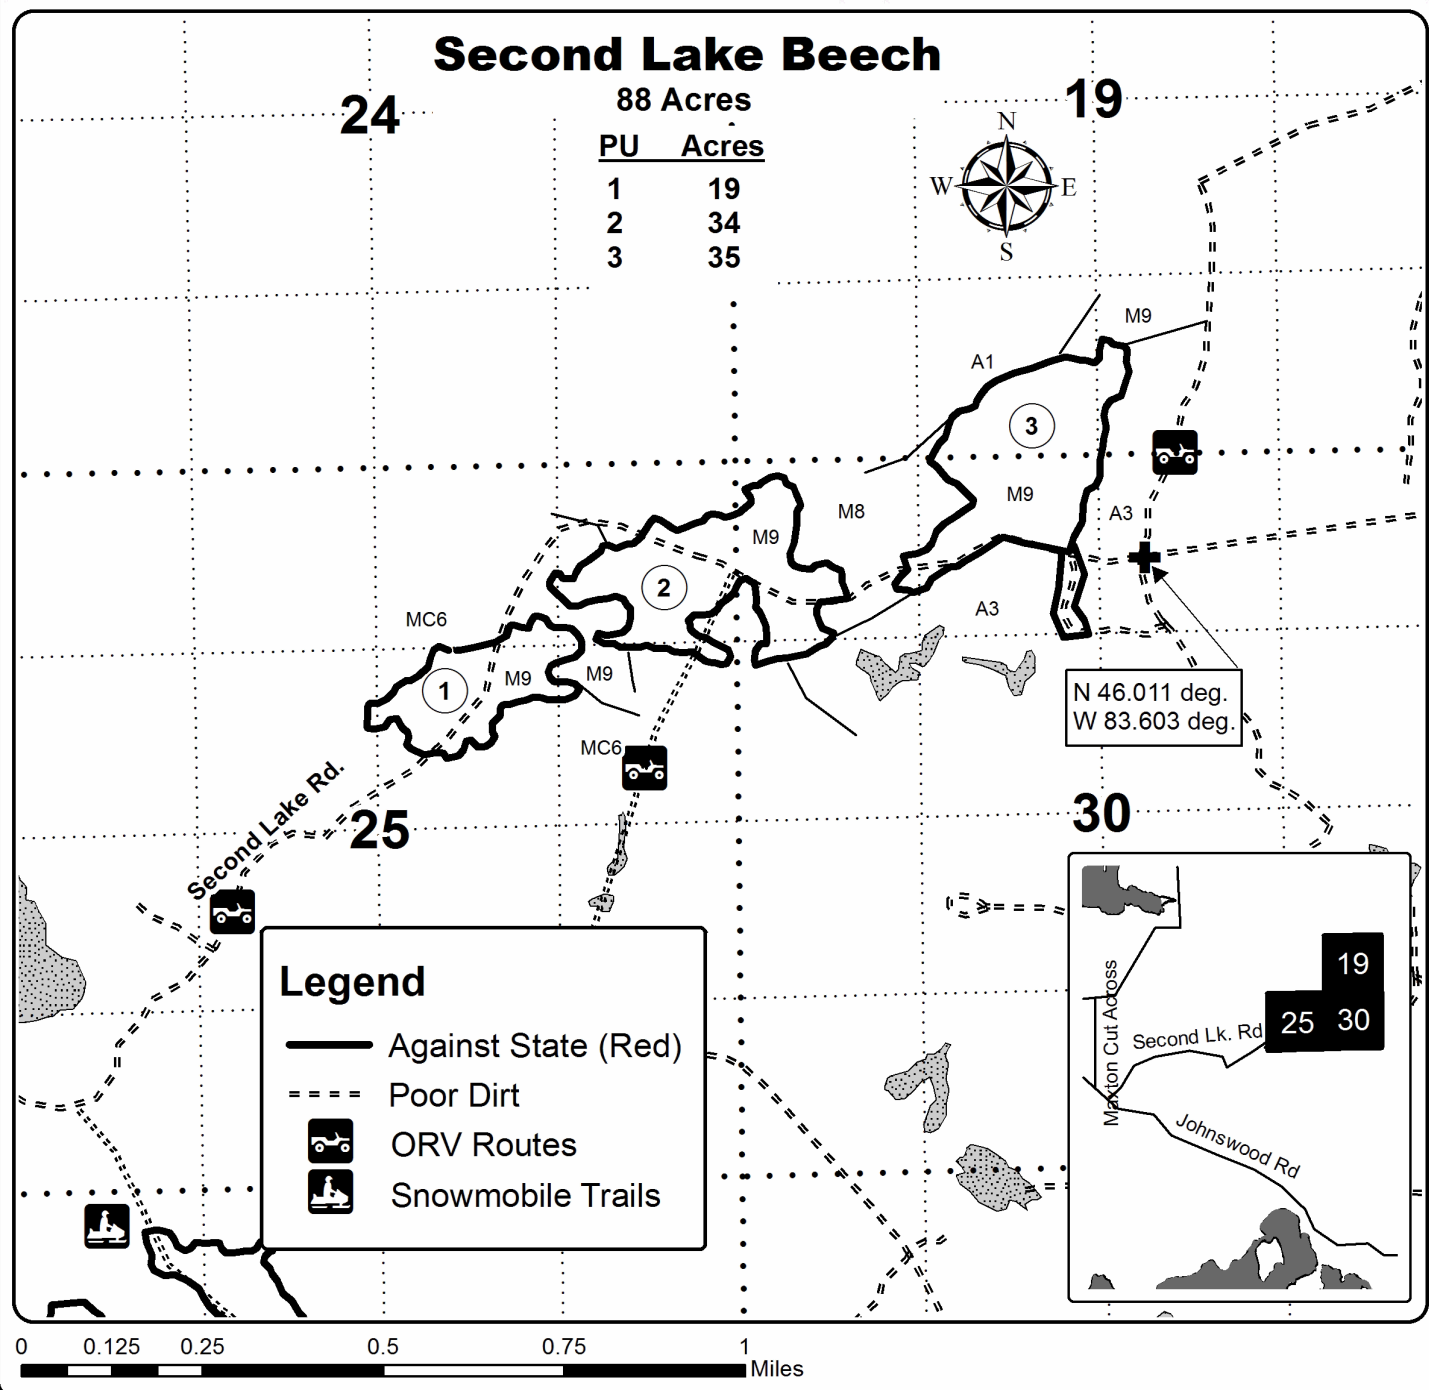 Second Lake Beech
88 Acres
PU Acres
1 19
2 34
3 35
24
19
N
W E
S
M9
A1
3
M9
M8
A3
M9
2
A3
MC6
M9
1
M9
N 46.011 deg.
W 83.603 deg.
MC6
Second Lake Rd.
25
30
Legend
Against State (Red)
Poor Dirt
ORV Routes
Snowmobile Trails
19
25 30
Maxton Cut Across
Second Lk. Rd
Johnswood Rd
0 0.125 0.25 0.5 0.75 1
Miles